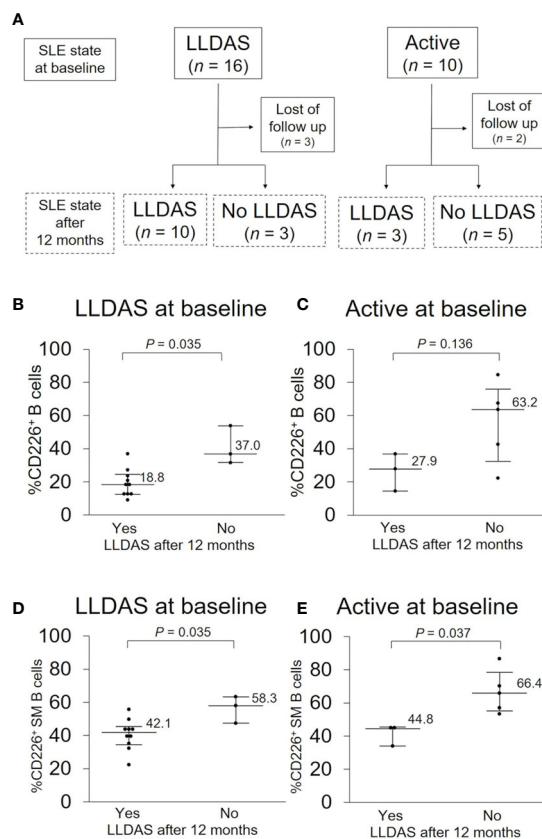 A
SLE state
at baseline
LLDAS
(n = 16)
Active
(n = 10)
Lost of
follow up
(n = 3)
Lost of
follow up
(n = 2)
SLE state
after
12 months
LLDAS
(n = 10)
No LLDAS
(n = 3)
LLDAS
(n = 3)
No LLDAS
(n = 5)
B
LLDAS at baseline
P = 0.035
%CD226+ B cells
100
80
60
40
20
0
18.8
37.0
Yes
No
LLDAS after 12 months
C
Active at baseline
P = 0.136
%CD226+ B cells
100
80
60
40
20
0
27.9
63.2
Yes
No
LLDAS after 12 months
D
LLDAS at baseline
P = 0.035
%CD226+ SM B cells
100
80
60
40
20
0
42.1
58.3
Yes
No
LLDAS after 12 months
E
Active at baseline
P = 0.037
%CD226+ SM B cells
100
80
60
40
20
0
44.8
66.4
Yes
No
LLDAS after 12 months